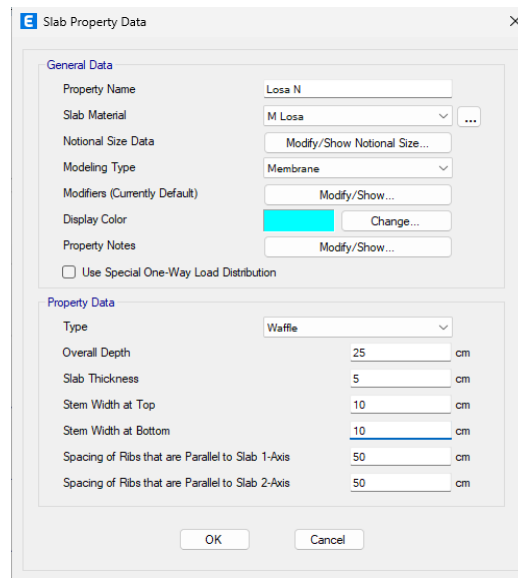 E Slab Property Data
General Data
Property Name Losa N
Slab Material M Losa ...
Notional Size Data Modify/Show Notional Size...
Modeling Type Membrane
Modifiers (Currently Default) Modify/Show...
Display Color Change...
Property Notes Modify/Show...
Use Special One-Way Load Distribution
Property Data
Type Waffle
Overall Depth 25 cm
Slab Thickness 5 cm
Stem Width at Top 10 cm
Stem Width at Bottom 10 cm
Spacing of Ribs that are Parallel to Slab 1-Axis 50 cm
Spacing of Ribs that are Parallel to Slab 2-Axis 50 cm
OK Cancel